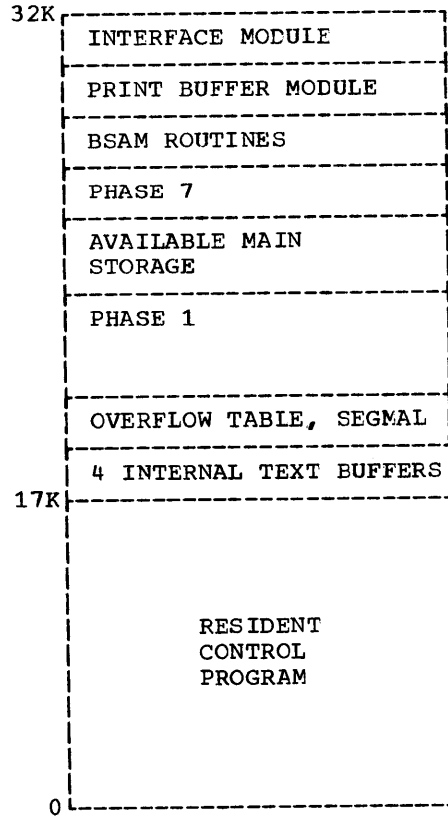 32K
INTERFACE MODULE
PRINT BUFFER MODULE
BSAM ROUTINES
PHASE 7
AVAILABLE MAIN
STORAGE
PHASE 1
OVERFLOW TABLE, SEGMAL
4 INTERNAL TEXT BUFFERS
17K
RESIDENT
CONTROL
PROGRAM
0